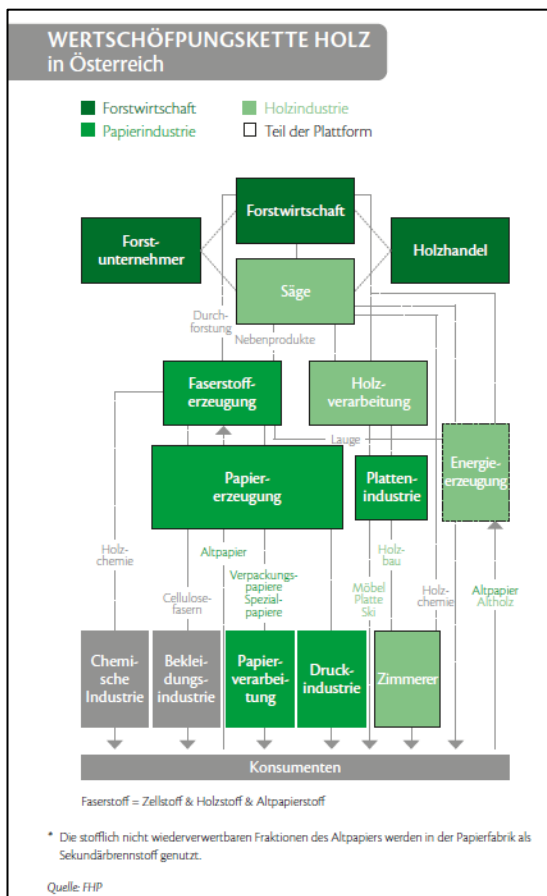 WERTSCHÖFPUNGSKETTE HOLZ
in Österreich
Forstwirtschaft
Holzindustrie
Papierindustrie
Teil der Plattform
Forstwirtschaft
Forst-
unternehmer
Holzhandel
Säge
Durch-
forstung
Nebenprodukte
Faserstoff-
erzeugung
Holz-
verarbeitung
Lauge
Energie-
erzeugung
Papier-
erzeugung
Platten-
industrie
Holz-
chemie
Altpapier
Cellulose-
fasern
Verpackungs-
papiere
Spezial-
papiere
Holz-
bau
Möbel
Platte
Ski
Holz-
chemie
Altpapier
Altholz
Chemi-
sche
Industrie
Beklei-
dungs-
industrie
Papier-
verarbei-
tung
Druck-
industrie
Zimmerer
Konsumenten
Faserstoff = Zellstoff & Holzstoff & Altpapierstoff
* Die stofflich nicht wiederverwertbaren Fraktionen des Altpapiers werden in der Papierfabrik als
Sekundärbrennstoff genutzt.
Quelle: FHP